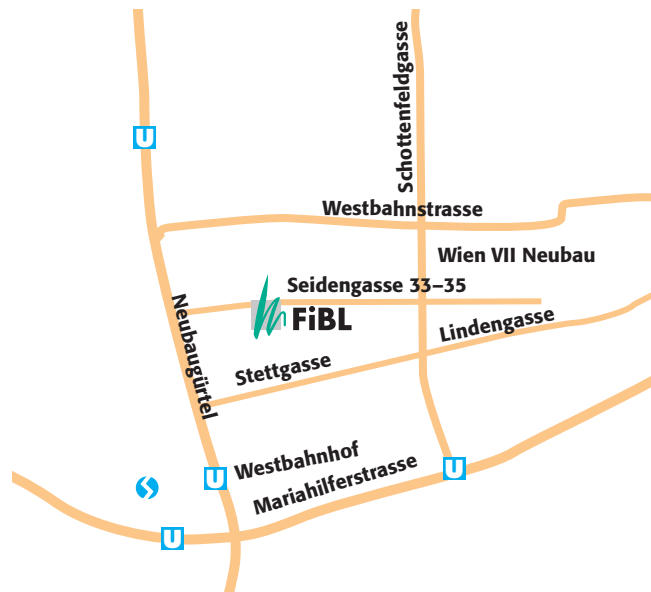 Schottenfeldgasse
U
Westbahnstrasse
Wien VII Neubau
Seidengasse 33–35
FiBL
Neubaugürtel
Lindengasse
Stettgasse
Westbahnhof
U
U
Mariahilferstrasse
S
U